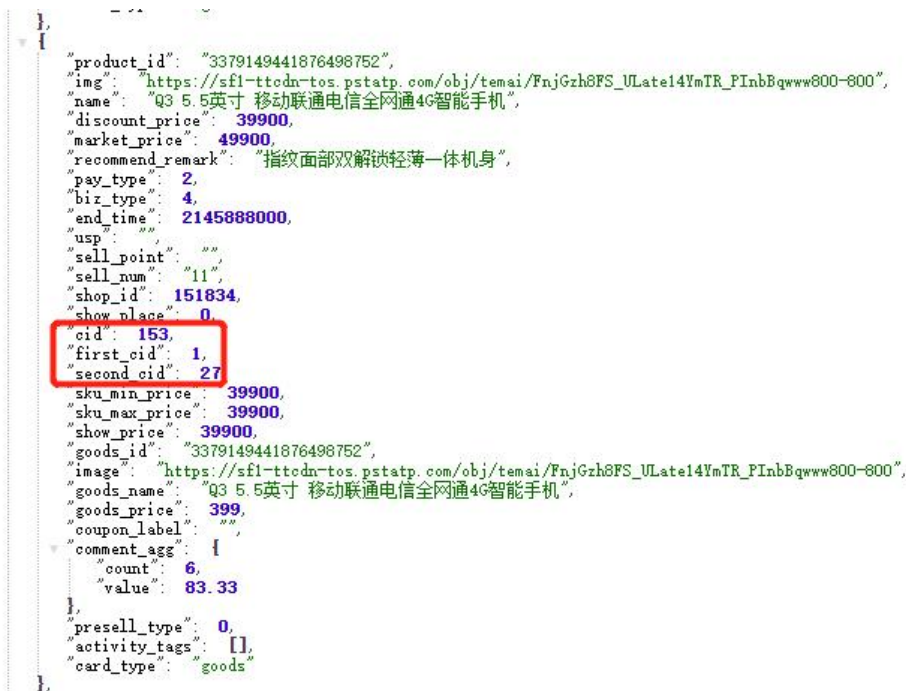 },
{
"product_id": "3379149441876498752",
"img": "https://sf1-ttcdn-tos.pstatp.com/obj/temai/FnjGzh8FS_ULate14YmTR_PInbBqwww800-800",
"name": "Q3 5.5英寸 移动联通电信全网通4G智能手机",
"discount_price": 39900,
"market_price": 49900,
"recommend_remark": "指纹面部双解锁轻薄一体机身",
"pay_type": 2,
"biz_type": 4,
"end_time": 2145888000,
"usp": "",
"sell_point": "",
"sell_num": "11",
"shop_id": 151834,
"show_place": 0,
"cid": 153,
"first_cid": 1,
"second_cid": 27
"sku_min_price": 39900,
"sku_max_price": 39900,
"show_price": 39900,
"goods_id": "3379149441876498752",
"image": "https://sf1-ttcdn-tos.pstatp.com/obj/temai/FnjGzh8FS_ULate14YmTR_PInbBqwww800-800",
"goods_name": "Q3 5.5英寸 移动联通电信全网通4G智能手机",
"goods_price": 399,
"coupon_label": "",
"comment_agg": {
"count": 6,
"value": 83.33
},
"presell_type": 0,
"activity_tags": [],
"card_type": "goods"
},